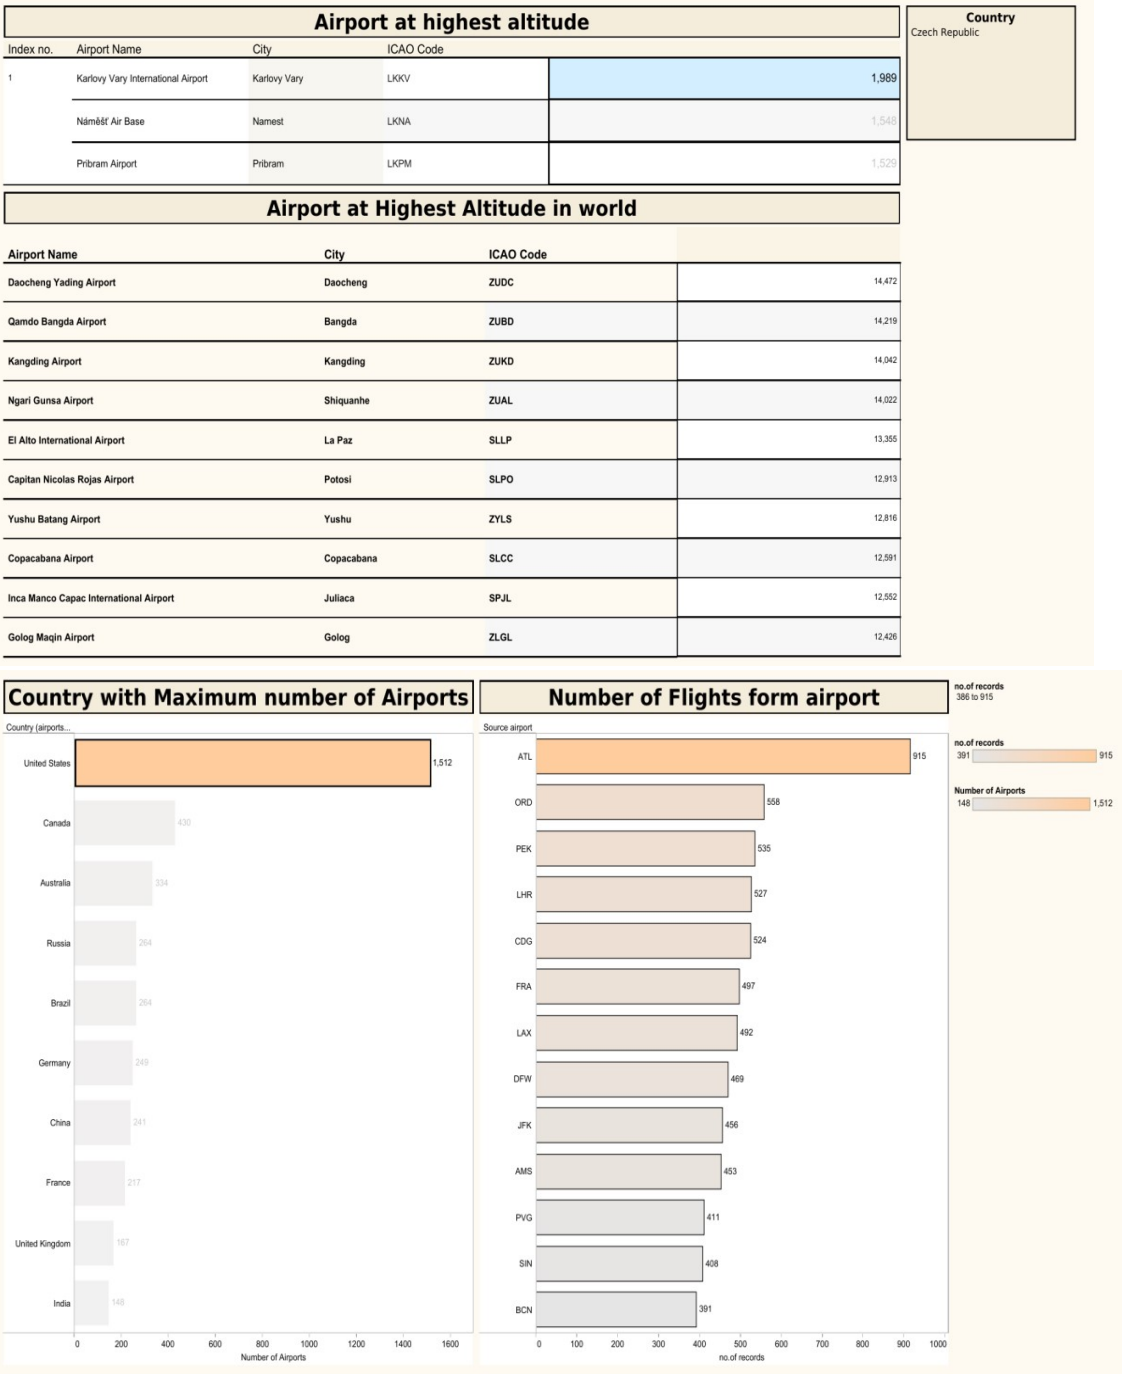 Airport at highest altitude
Country
Czech Republic
Index no. Airport Name City ICAO Code
1 Karlovy Vary International Airport Karlovy Vary LKKV 1,989
Náměšť Air Base Namest LKNA 1,548
Pribram Airport Pribram LKPM 1,529
Airport at Highest Altitude in world
Airport Name City ICAO Code
Daocheng Yading Airport Daocheng ZUDC 14,472
Qamdo Bangda Airport Bangda ZUBD 14,219
Kangding Airport Kangding ZUKD 14,042
Ngari Gunsa Airport Shiquanhe ZUAL 14,022
El Alto International Airport La Paz SLLP 13,355
Capitan Nicolas Rojas Airport Potosi SLPO 12,913
Yushu Batang Airport Yushu ZYLS 12,816
Copacabana Airport Copacabana SLCC 12,591
Inca Manco Capac International Airport Juliaca SPJL 12,552
Golog Maqin Airport Golog ZLGL 12,426
Country with Maximum number of Airports
Country (airports...
United States 1,512
Canada 430
Australia 334
Russia 264
Brazil 264
Germany 249
China 241
France 217
United Kingdom 167
India 148
0 200 400 600 800 1000 1200 1400 1600
Number of Airports
Number of Flights form airport
Source airport
ATL 915
ORD 558
PEK 535
LHR 527
CDG 524
FRA 497
LAX 492
DFW 469
JFK 456
AMS 453
PVG 411
SIN 408
BCN 391
0 100 200 300 400 500 600 700 800 900 1000
no.of records
no.of records
386 to 915
no.of records
391 915
Number of Airports
148 1,512